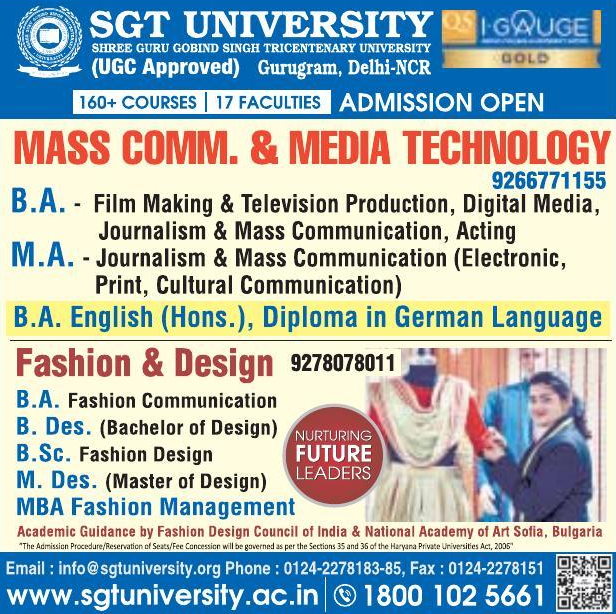 SGT UNIVERSITY
SHREE GURU GOBIND SINGH TRICENTENARY UNIVERSITY
(UGC Approved) Gurugram, Delhi-NCR
QS I·GAUGE
GOLD
160+ COURSES | 17 FACULTIES ADMISSION OPEN
MASS COMM. & MEDIA TECHNOLOGY
9266771155
B.A. - Film Making & Television Production, Digital Media,
Journalism & Mass Communication, Acting
M.A. - Journalism & Mass Communication (Electronic,
Print, Cultural Communication)
B.A. English (Hons.), Diploma in German Language
Fashion & Design 9278078011
B.A. Fashion Communication
B. Des. (Bachelor of Design)
B.Sc. Fashion Design
M. Des. (Master of Design)
MBA Fashion Management
NURTURING
FUTURE
LEADERS
Academic Guidance by Fashion Design Council of India & National Academy of Art Sofia, Bulgaria
"The Admission Procedure/Reservation of Seats/Fee Concession will be governed as per the Sections 35 and 36 of the Haryana Private Universities Act, 2006"
Email : info@sgtuniversity.org Phone : 0124-2278183-85, Fax : 0124-2278151
www.sgtuniversity.ac.in | 1800 102 5661